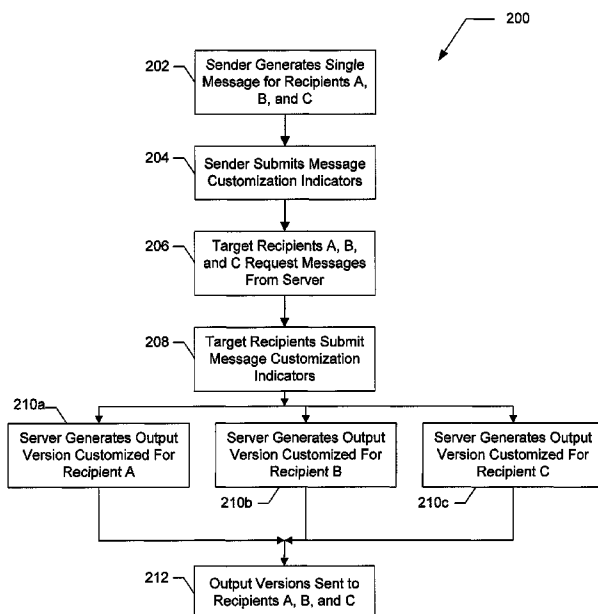 200
202
Sender Generates Single
Message for Recipients A,
B, and C
204
Sender Submits Message
Customization Indicators
206
Target Recipients A, B,
and C Request Messages
From Server
208
Target Recipients Submit
Message Customization
Indicators
210a
Server Generates Output
Version Customized For
Recipient A
Server Generates Output
Version Customized For
Recipient B
210b
Server Generates Output
Version Customized For
Recipient C
210c
212
Output Versions Sent to
Recipients A, B, and C